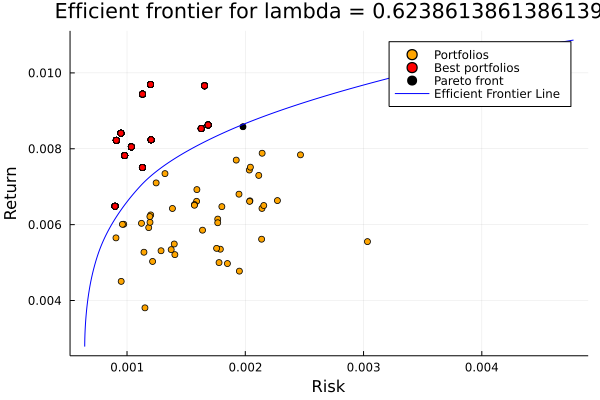 Efficient frontier for lambda = 0.6238613861386139
Portfolios
Best portfolios
Pareto front
Efficient Frontier Line
0.010
0.008
0.006
0.004
Return
0.001
0.002
0.003
0.004
Risk